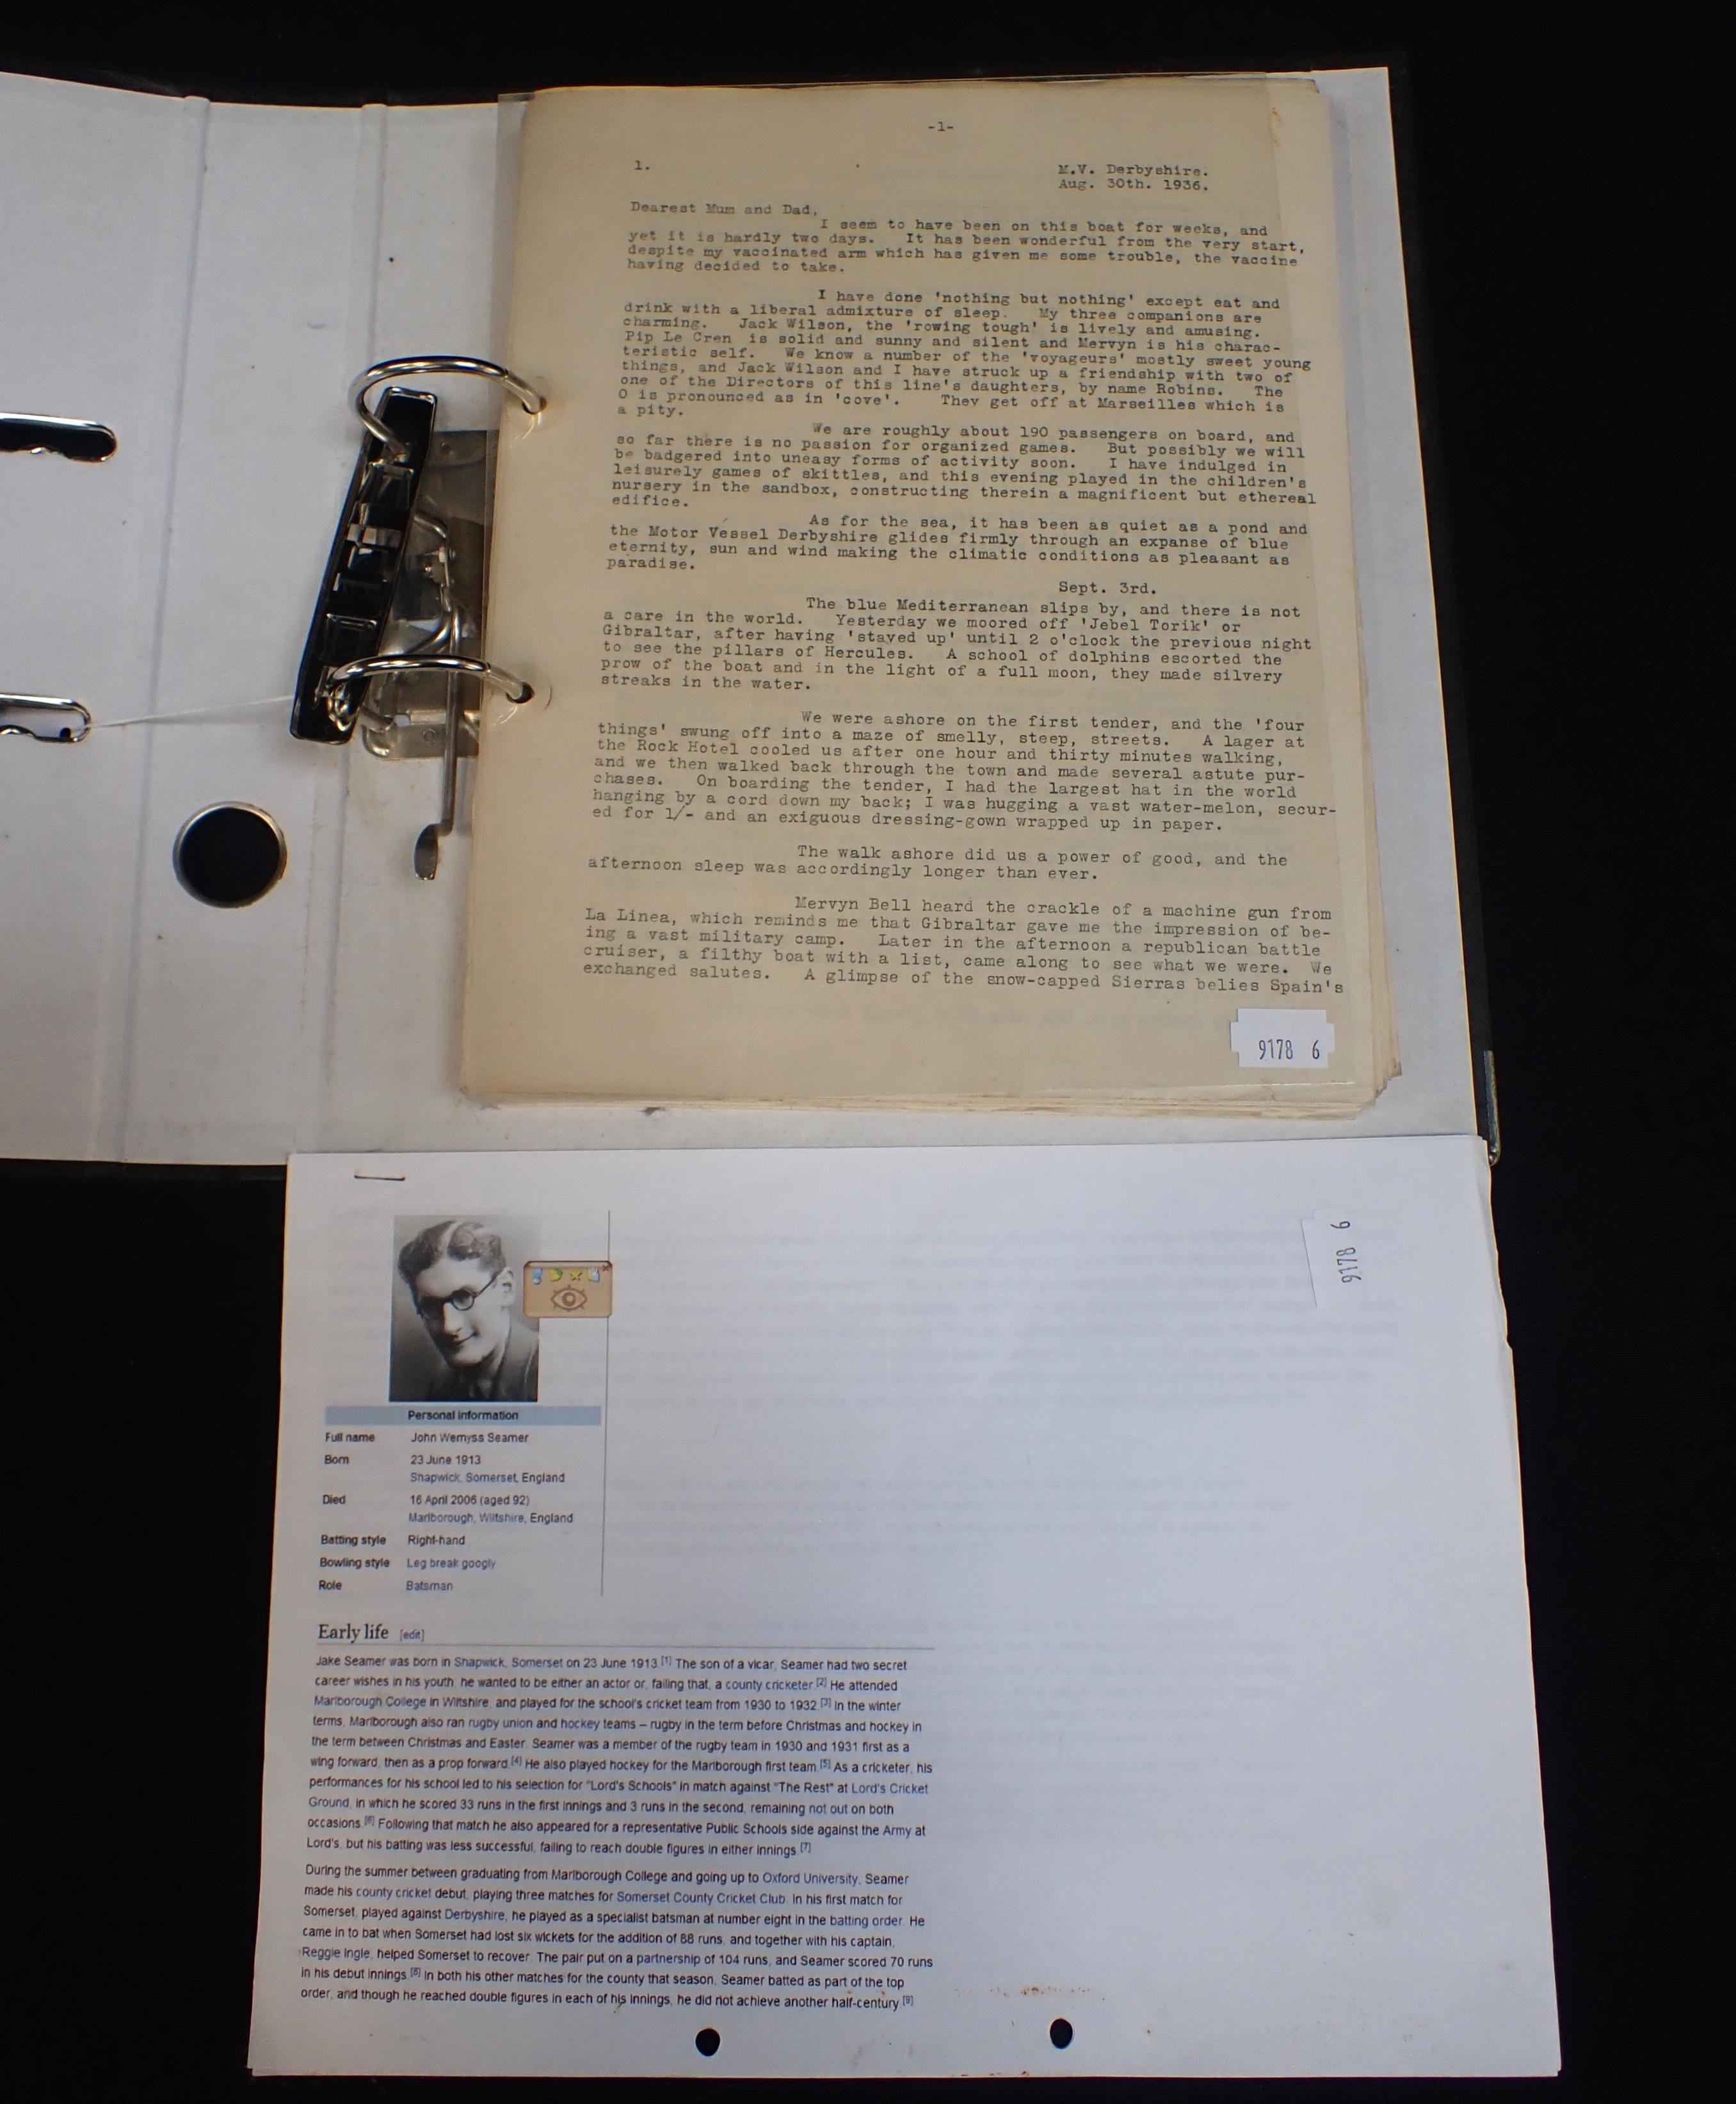 -1-
1.
M.V. Derbyshire.
Aug. 30th. 1936.
Dearest Mum and Dad,
I seem to have been on this boat for weeks, and
yet it is hardly two days. It has been wonderful from the very start,
despite my vaccinated arm which has given me some trouble, the vaccine
having decided to take.
I have done 'nothing but nothing' except eat and
drink with a liberal admixture of sleep. My three companions are
charming. Jack Wilson, the 'rowing tough' is lively and amusing.
Pip Le Cren is solid and sunny and silent and Mervyn is his charac-
teristic self. We know a number of the 'voyageurs' mostly sweet young
things, and Jack Wilson and I have struck up a friendship with two of
one of the Directors of this line's daughters, by name Robins. The
O is pronounced as in 'cove'. They get off at Marseilles which is
a pity.
We are roughly about 190 passengers on board, and
so far there is no passion for organized games. But possibly we will
be badgered into uneasy forms of activity soon. I have indulged in
leisurely games of skittles, and this evening played in the children's
nursery in the sandbox, constructing therein a magnificent but ethereal
edifice.
As for the sea, it has been as quiet as a pond and
the Motor Vessel Derbyshire glides firmly through an expanse of blue
eternity, sun and wind making the climatic conditions as pleasant as
paradise.
Sept. 3rd.
The blue Mediterranean slips by, and there is not
a care in the world. Yesterday we moored off 'Jebel Torik' or
Gibraltar, after having 'stayed up' until 2 o'clock the previous night
to see the pillars of Hercules. A school of dolphins escorted the
prow of the boat and in the light of a full moon, they made silvery
streaks in the water.
We were ashore on the first tender, and the 'four
things' swung off into a maze of smelly, steep, streets. A lager at
the Rock Hotel cooled us after one hour and thirty minutes walking,
and we then walked back through the town and made several astute pur-
chases. On boarding the tender, I had the largest hat in the world
hanging by a cord down my back; I was hugging a vast water-melon, secur-
ed for 1/- and an exiguous dressing-gown wrapped up in paper.
The walk ashore did us a power of good, and the
afternoon sleep was accordingly longer than ever.
Mervyn Bell heard the crackle of a machine gun from
La Linea, which reminds me that Gibraltar gave me the impression of be-
ing a vast military camp. Later in the afternoon a republican battle
cruiser, a filthy boat with a list, came along to see what we were. We
exchanged salutes. A glimpse of the snow-capped Sierras belies Spain's
9178 6
9178 6
Personal information
Full name John Wemyss Seamer
Born 23 June 1913
Shapwick, Somerset, England
Died 16 April 2006 (aged 92)
Marlborough, Wiltshire, England
Batting style Right-hand
Bowling style Leg break googly
Role Batsman
Early life [edit]
Jake Seamer was born in Shapwick, Somerset on 23 June 1913.[1] The son of a vicar, Seamer had two secret
career wishes in his youth, he wanted to be either an actor or, failing that, a county cricketer.[2] He attended
Marlborough College in Wiltshire, and played for the school's cricket team from 1930 to 1932.[3] In the winter
terms, Marlborough also ran rugby union and hockey teams – rugby in the term before Christmas and hockey in
the term between Christmas and Easter. Seamer was a member of the rugby team in 1930 and 1931 first as a
wing forward, then as a prop forward.[4] He also played hockey for the Marlborough first team.[5] As a cricketer, his
performances for his school led to his selection for "Lord's Schools" in match against "The Rest" at Lord's Cricket
Ground, in which he scored 33 runs in the first innings and 3 runs in the second, remaining not out on both
occasions.[6] Following that match he also appeared for a representative Public Schools side against the Army at
Lord's, but his batting was less successful, failing to reach double figures in either innings.[7]
During the summer between graduating from Marlborough College and going up to Oxford University, Seamer
made his county cricket debut, playing three matches for Somerset County Cricket Club. In his first match for
Somerset, played against Derbyshire, he played as a specialist batsman at number eight in the batting order. He
came in to bat when Somerset had lost six wickets for the addition of 88 runs, and together with his captain,
Reggie Ingle, helped Somerset to recover. The pair put on a partnership of 104 runs, and Seamer scored 70 runs
in his debut innings.[8] In both his other matches for the county that season, Seamer batted as part of the top
order, and though he reached double figures in each of his innings, he did not achieve another half-century.[9]